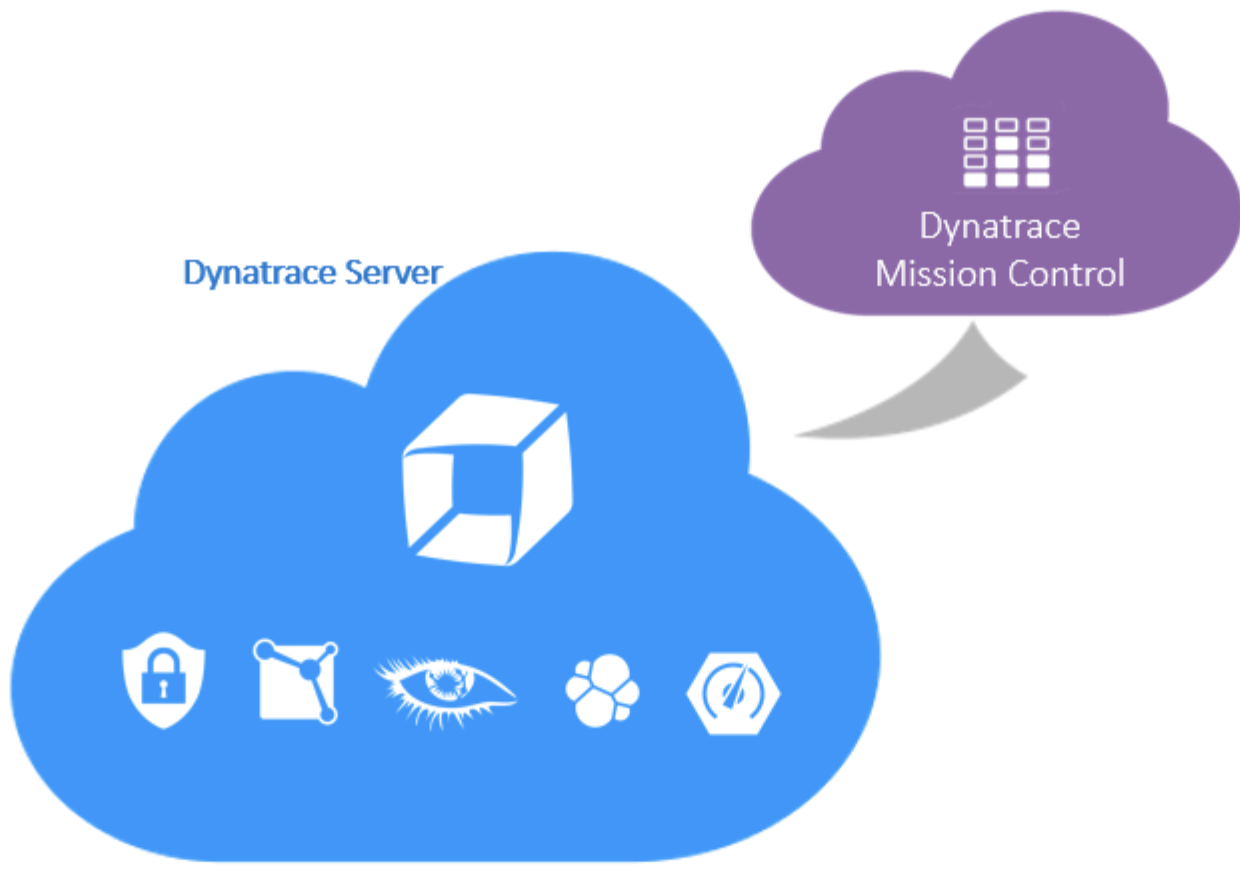 Dynatrace
Mission Control
Dynatrace Server